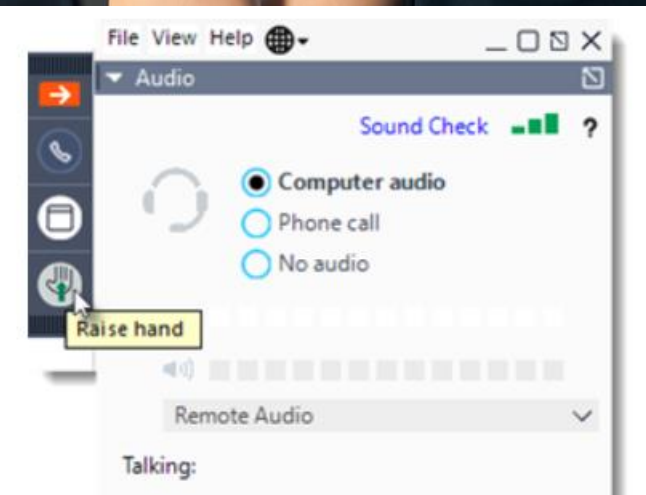 File View Help
Audio
Sound Check ?
Computer audio
Phone call
No audio
Raise hand
Remote Audio
Talking: